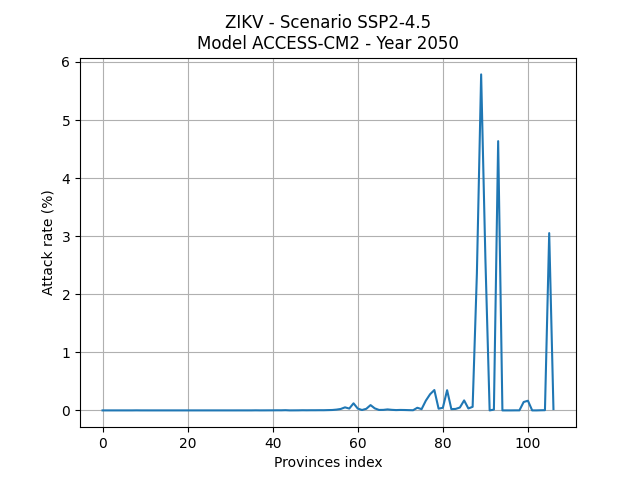 ZIKV - Scenario SSP2-4.5
Model ACCESS-CM2 - Year 2050
6
5
4
3
2
1
0
Attack rate (%)
0 20 40 60 80 100
Provinces index